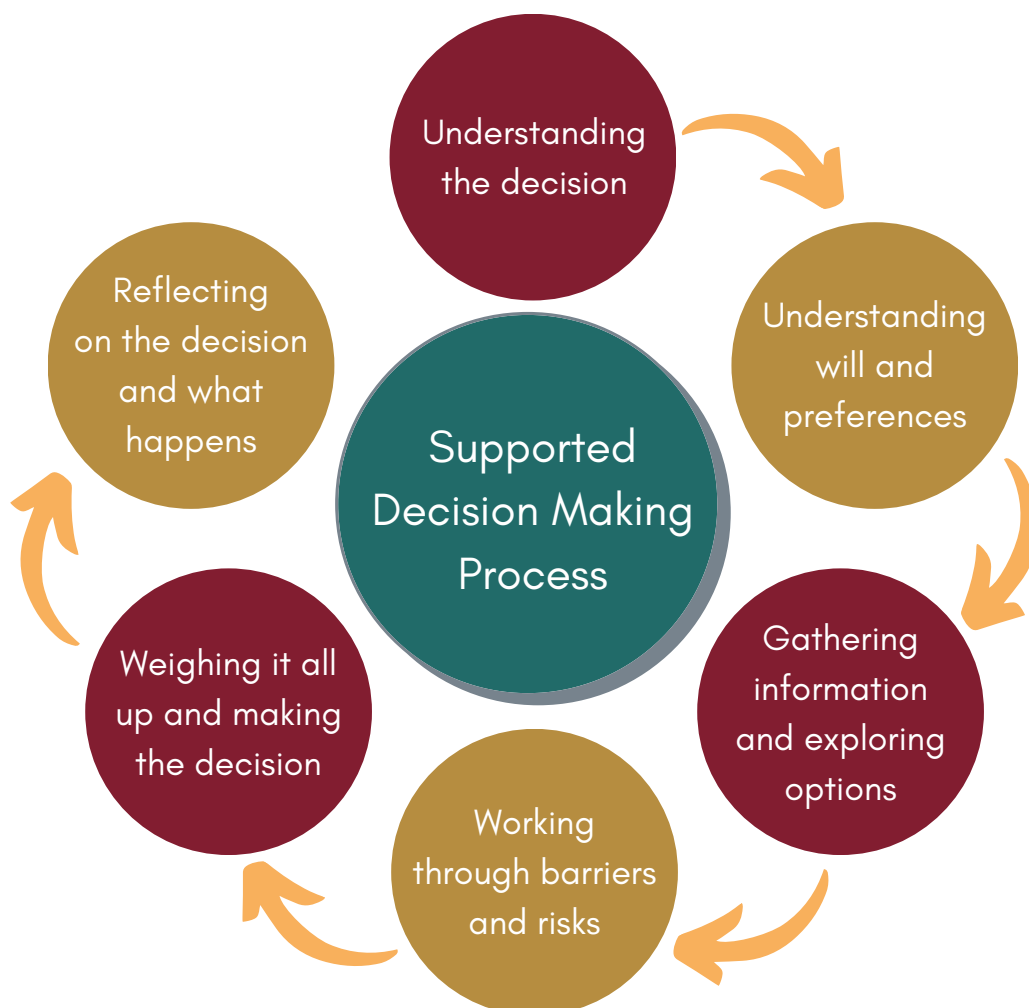 Understanding
the decision
Understanding
will and
preferences
Gathering
information
and exploring
options
Working
through barriers
and risks
Weighing it all
up and making
the decision
Reflecting
on the decision
and what
happens
Supported
Decision Making
Process